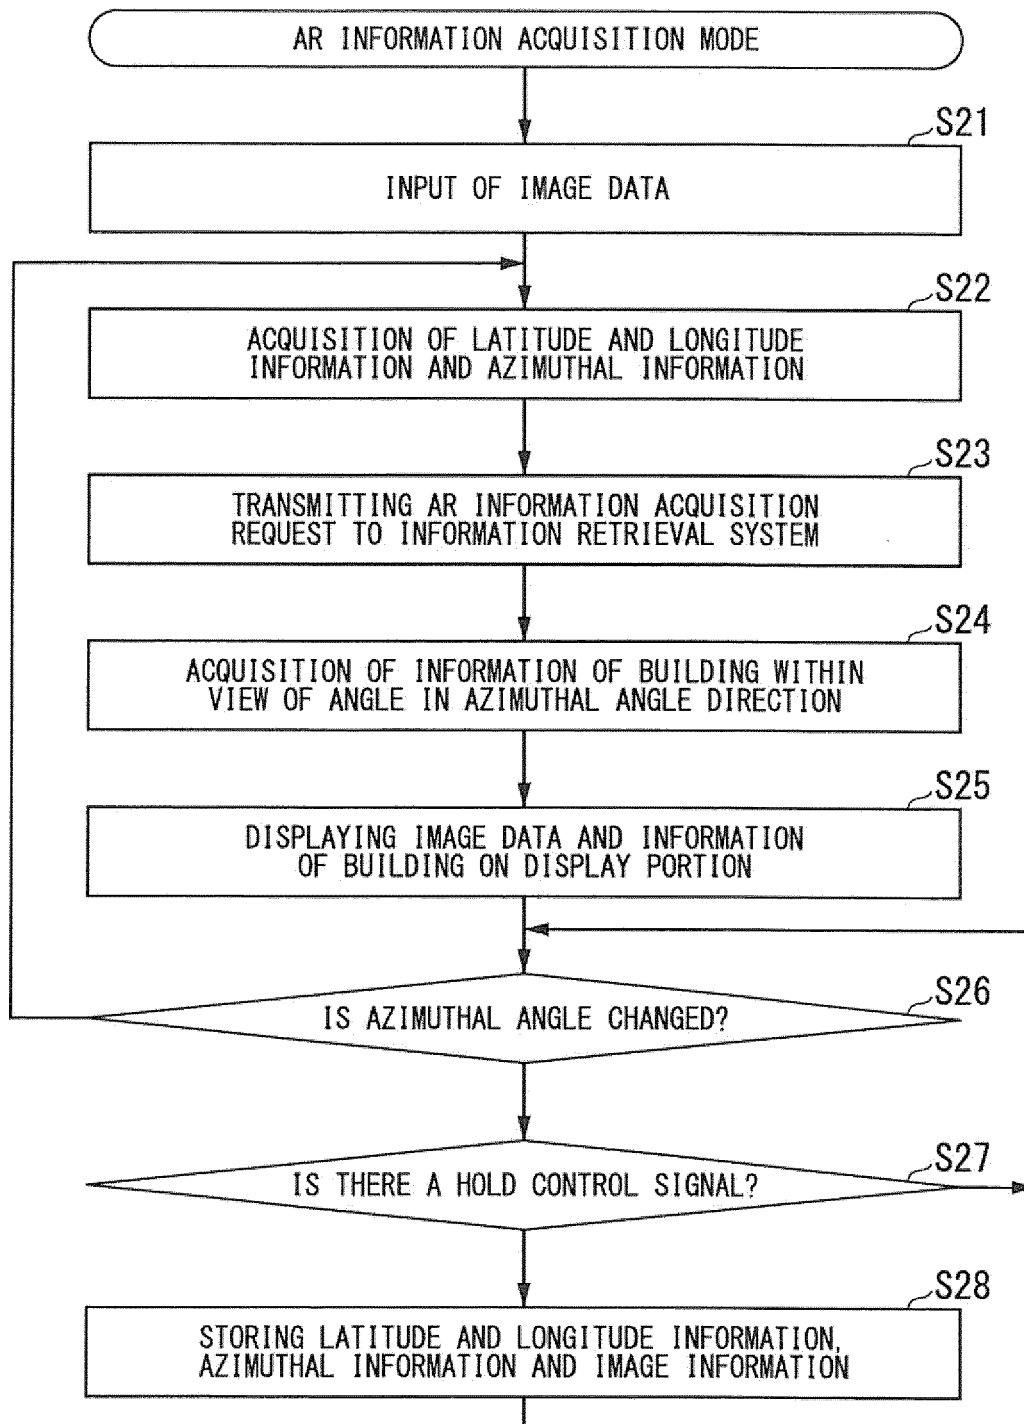 AR INFORMATION ACQUISITION MODE
S21
INPUT OF IMAGE DATA
S22
ACQUISITION OF LATITUDE AND LONGITUDE
INFORMATION AND AZIMUTHAL INFORMATION
S23
TRANSMITTING AR INFORMATION ACQUISITION
REQUEST TO INFORMATION RETRIEVAL SYSTEM
S24
ACQUISITION OF INFORMATION OF BUILDING WITHIN
VIEW OF ANGLE IN AZIMUTHAL ANGLE DIRECTION
S25
DISPLAYING IMAGE DATA AND INFORMATION
OF BUILDING ON DISPLAY PORTION
S26
IS AZIMUTHAL ANGLE CHANGED?
S27
IS THERE A HOLD CONTROL SIGNAL?
S28
STORING LATITUDE AND LONGITUDE INFORMATION,
AZIMUTHAL INFORMATION AND IMAGE INFORMATION